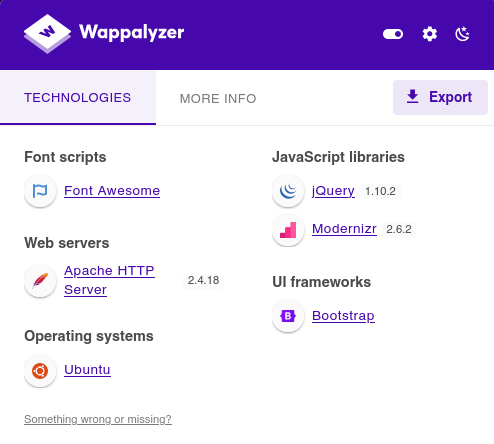 Wappalyzer
TECHNOLOGIES
MORE INFO
Export
Font scripts
Font Awesome
Web servers
Apache HTTP
Server
2.4.18
Operating systems
Ubuntu
JavaScript libraries
jQuery 1.10.2
Modernizr 2.6.2
UI frameworks
B
Bootstrap
Something wrong or missing?